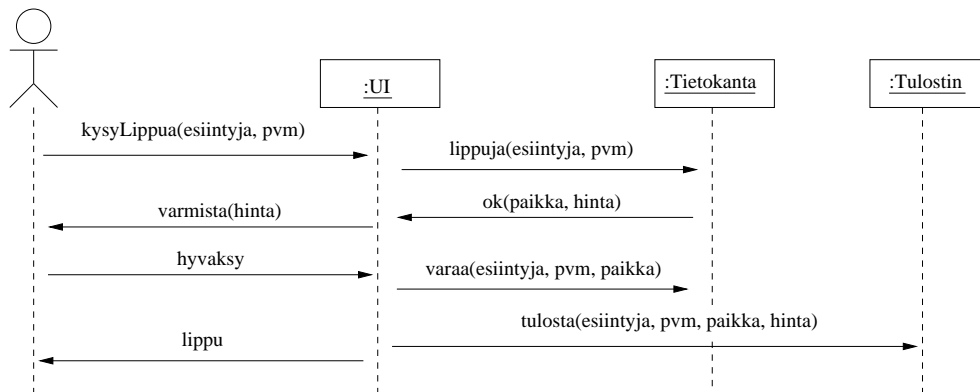 :UI
:Tietokanta
:Tulostin
kysyLippua(esiintyja, pvm)
lippuja(esiintyja, pvm)
ok(paikka, hinta)
varmista(hinta)
hyvaksy
varaa(esiintyja, pvm, paikka)
tulosta(esiintyja, pvm, paikka, hinta)
lippu